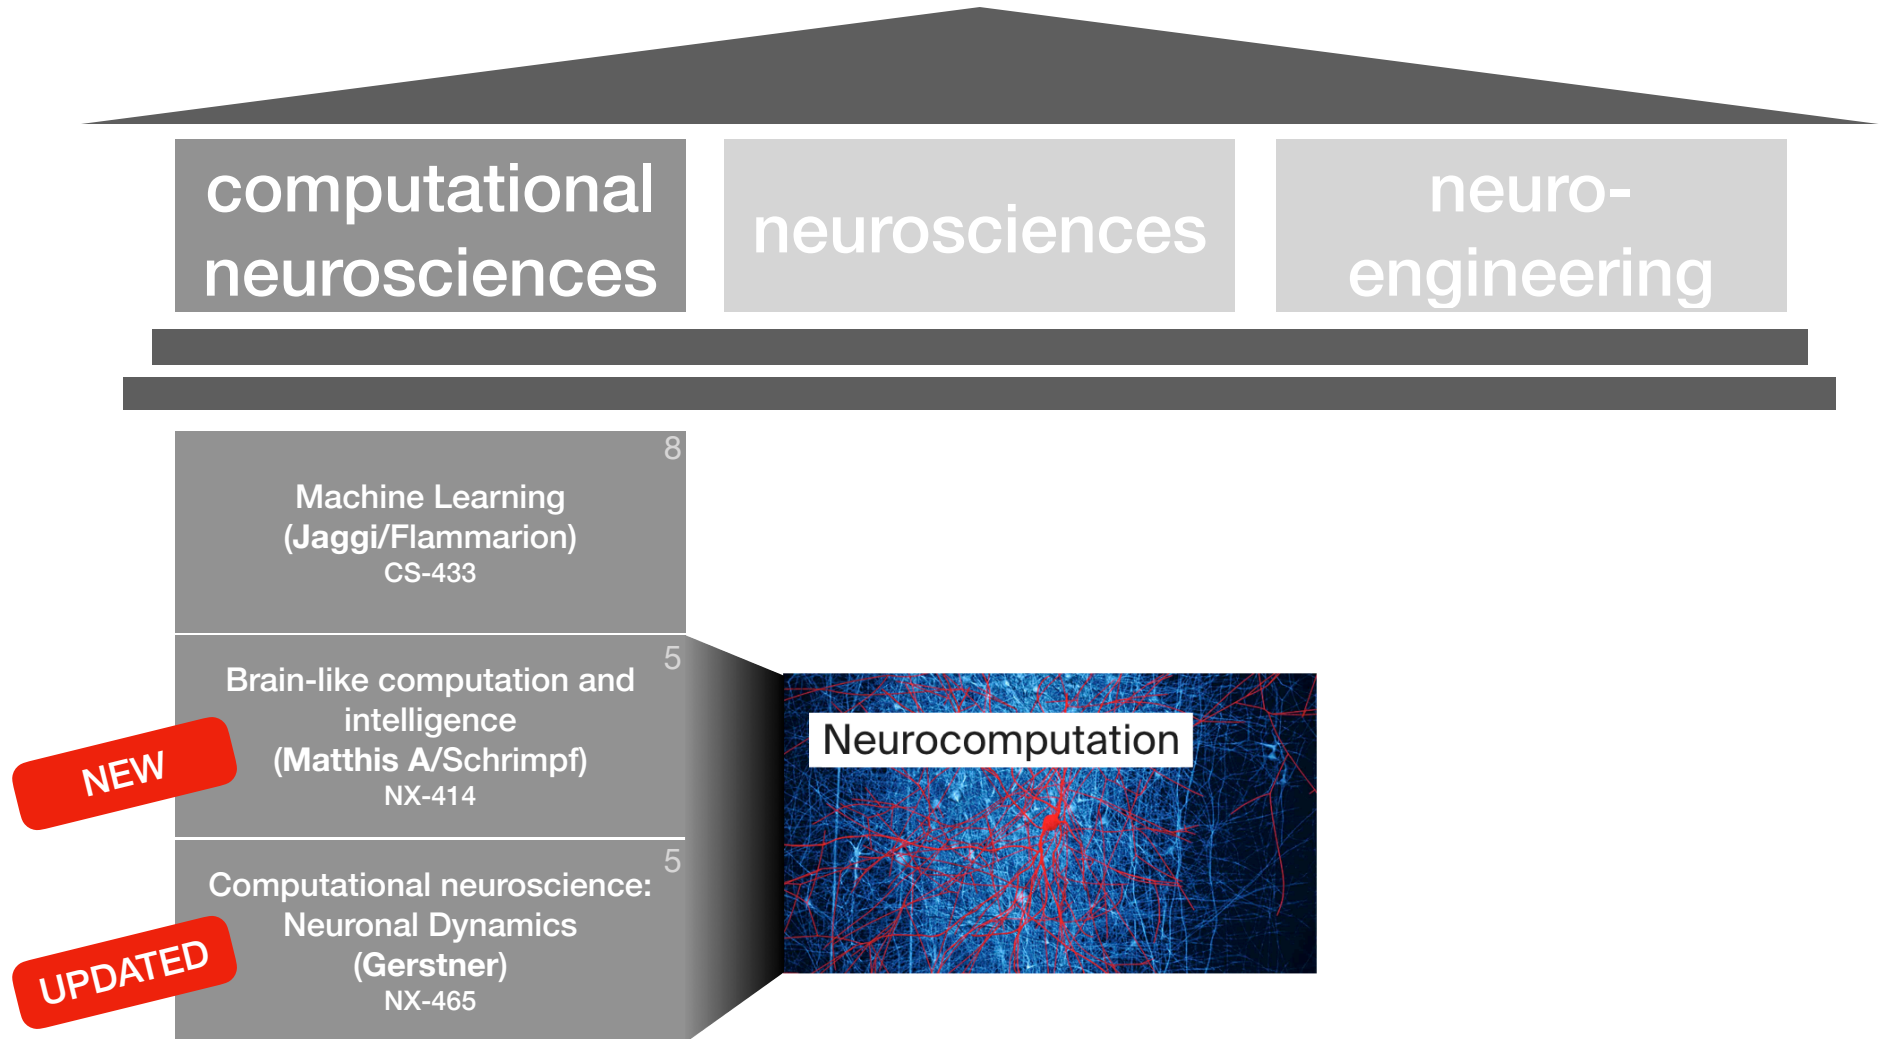 computational
neurosciences
neurosciences
neuro-
engineering
8
Machine Learning
(Jaggi/Flammarion)
CS-433
5
Brain-like computation and
intelligence
(Matthis A/Schrimpf)
NX-414
NEW
Neurocomputation
5
Computational neuroscience:
Neuronal Dynamics
(Gerstner)
NX-465
UPDATED